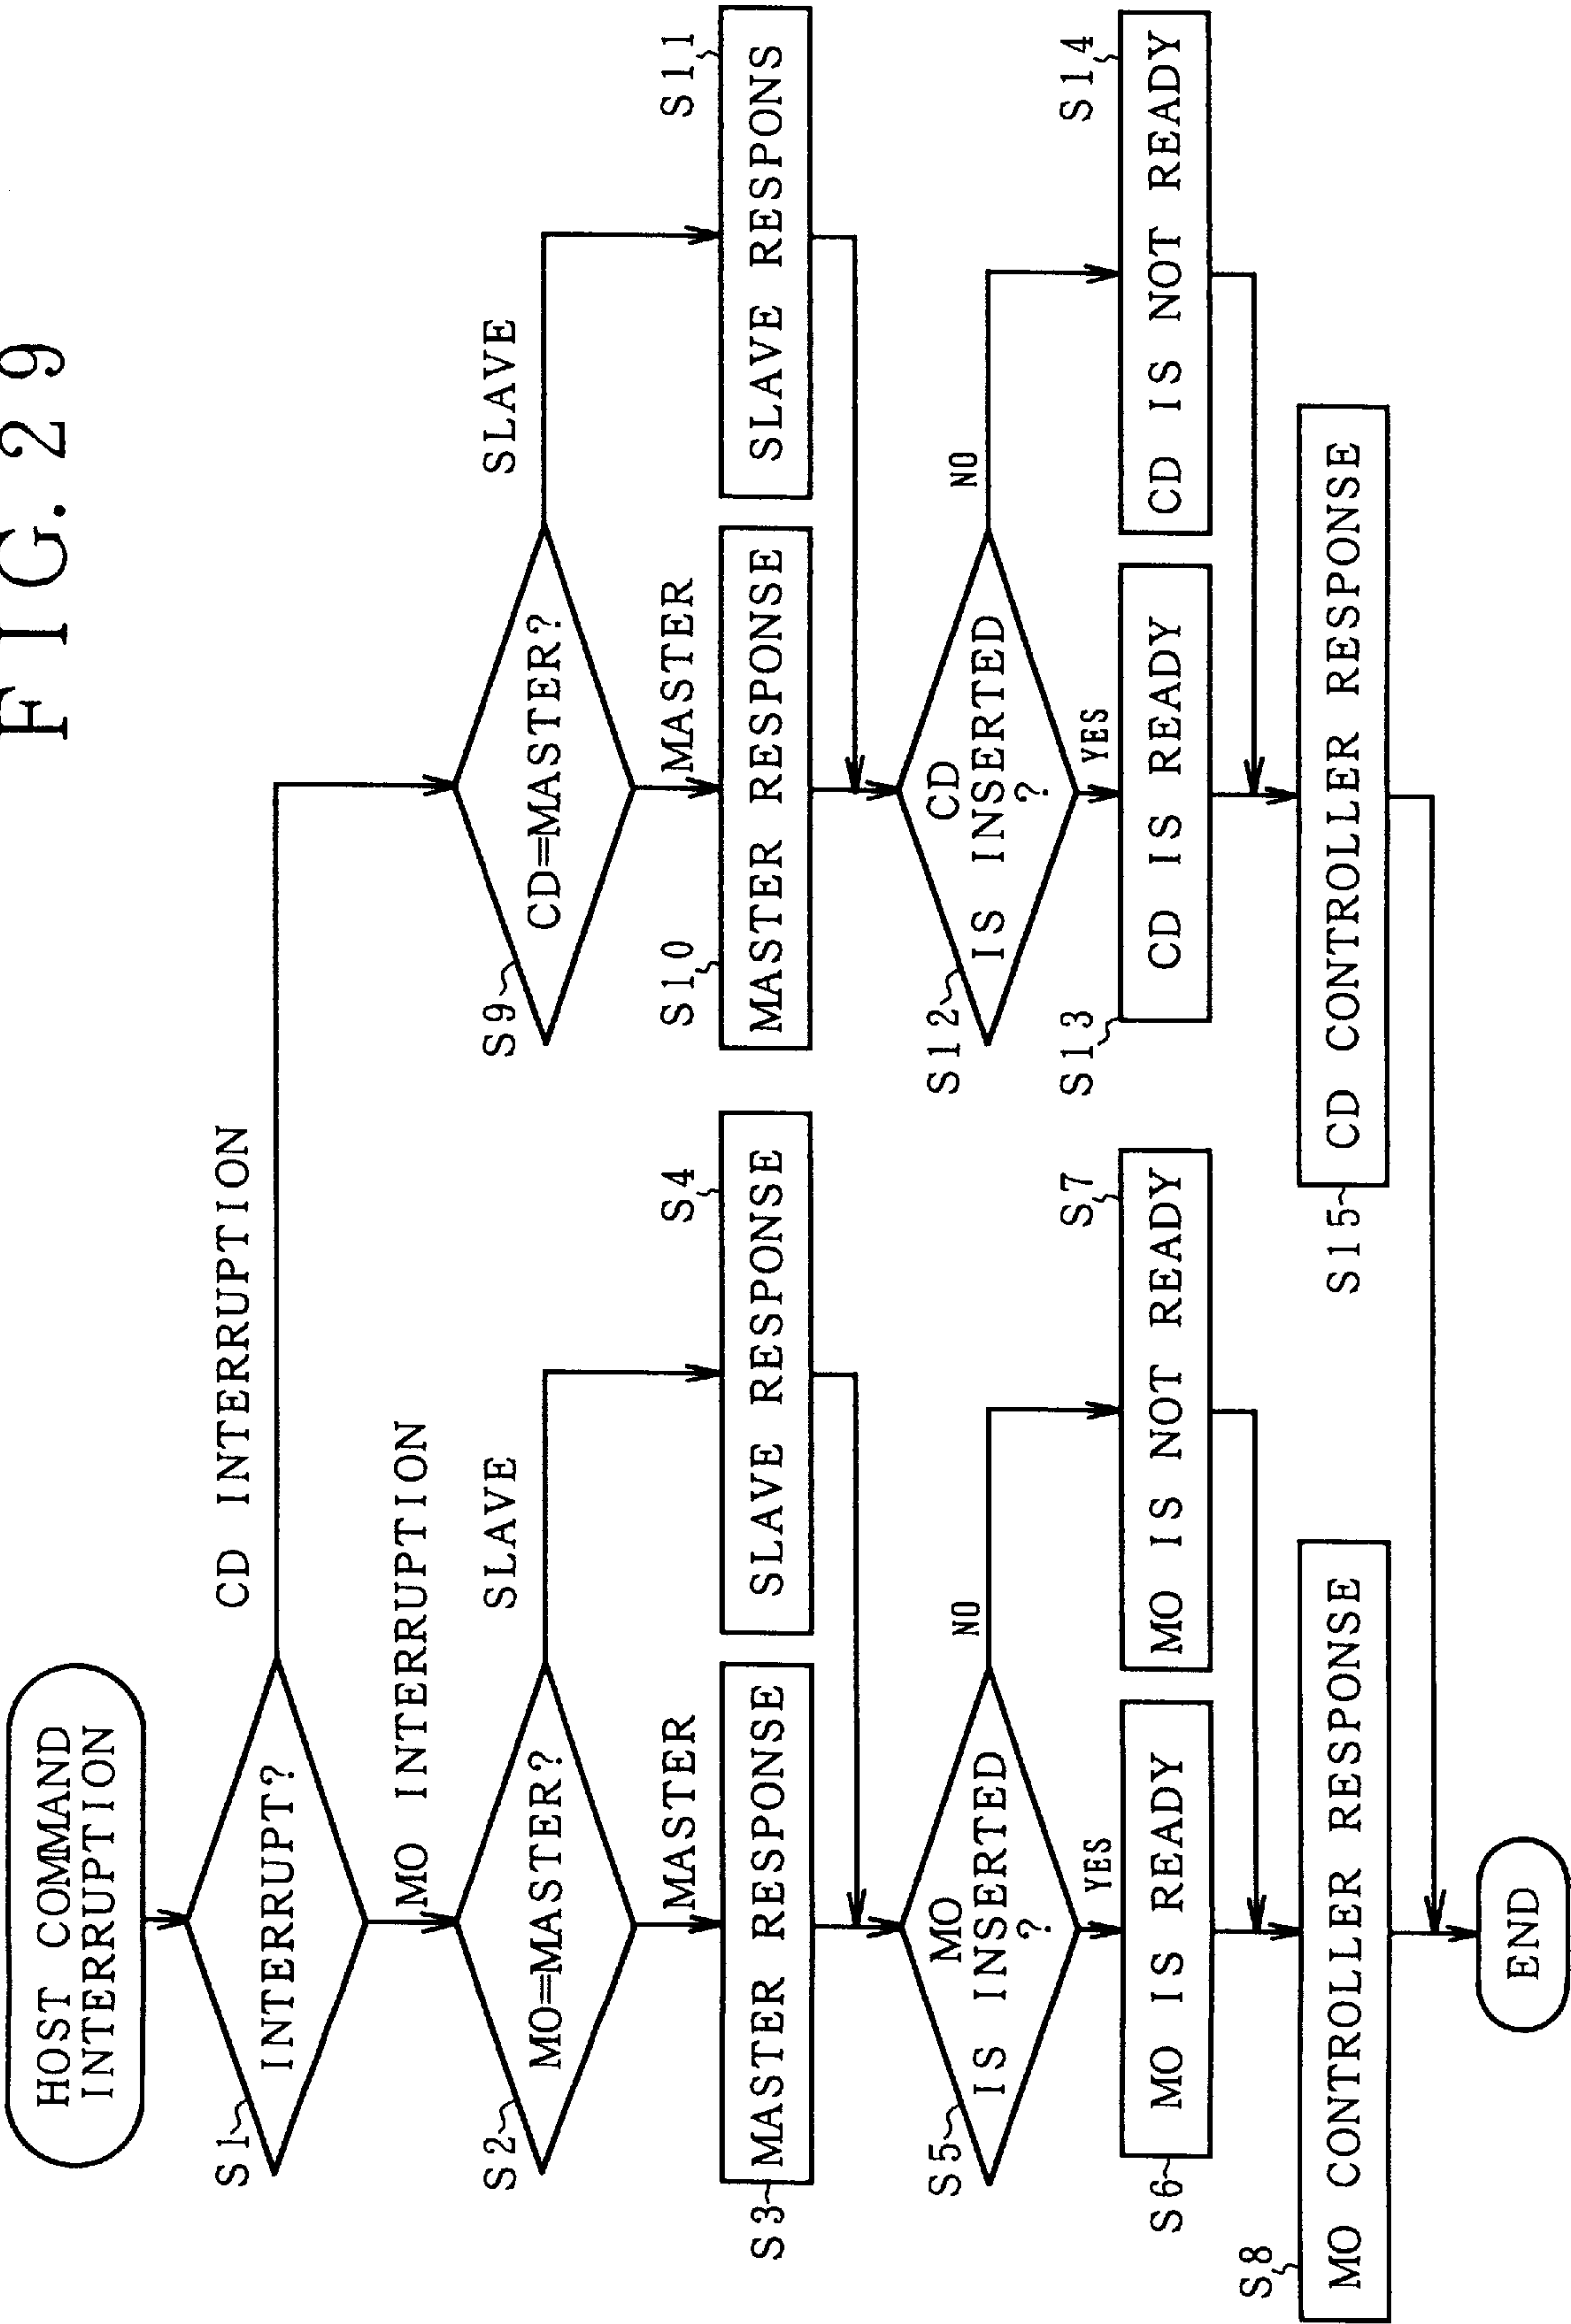 FIG. 29
HOST COMMAND
INTERRUPTION
S1
INTERRUPT?
CD INTERRUPTION
MO INTERRUPTION
S2
MO=MASTER?
SLAVE
MASTER
S9
CD=MASTER?
SLAVE
MASTER
S3
MASTER RESPONSE
S4
SLAVE RESPONSE
S10
MASTER RESPONSE
S11
SLAVE RESPONS
S5
MO
IS INSERTED
?
NO
YES
S12
CD
IS INSERTED
?
NO
YES
S6
MO IS READY
S7
MO IS NOT READY
S13
CD IS READY
S14
CD IS NOT READY
S8
MO CONTROLLER RESPONSE
S15
CD CONTROLLER RESPONSE
END